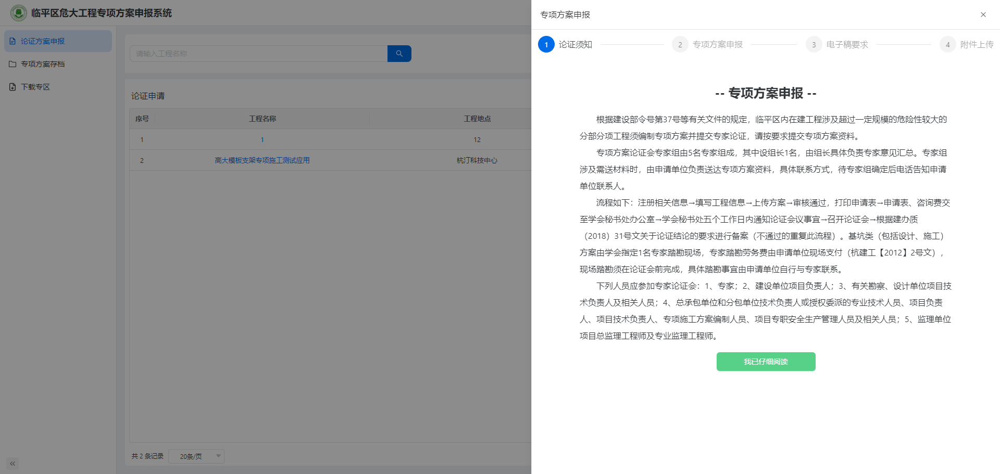 临平区危大工程专项方案申报系统
论证方案申报
专项方案存档
下载专区
请输入工程名称
论证申请
序号 工程名称 工程地点
1 1 12
2 高大模板支架专项施工测试应用 杭汀科技中心
共 2 条记录 20条/页
专项方案申报
1 论证须知 2 专项方案申报 3 电子稿要求 4 附件上传
-- 专项方案申报 --
根据建设部令号第37号等有关文件的规定，临平区内在建工程涉及超过一定规模的危险性较大的
分部分项工程须编制专项方案并提交专家论证，请按要求提交专项方案资料。
专项方案论证会专家组由5名专家组成，其中设组长1名，由组长具体负责专家意见汇总。专家组
涉及需送材料时，由申请单位负责送达专项方案资料，具体联系方式，待专家组确定后电话告知申请
单位联系人。
流程如下：注册相关信息→填写工程信息→上传方案→审核通过，打印申请表→申请表、咨询费交
至学会秘书处办公室→学会秘书处五个工作日内通知论证会议事宜→召开论证会→根据建办质
（2018）31号文关于论证结论的要求进行备案（不通过的重复此流程）。基坑类（包括设计、施工）
方案由学会指定1名专家踏勘现场，专家踏勘劳务费由申请单位现场支付（杭建工【2012】2号文），
现场踏勘须在论证会前完成，具体踏勘事宜由申请单位自行与专家联系。
下列人员应参加专家论证会：1、专家；2、建设单位项目负责人；3、有关勘察、设计单位项目技
术负责人及相关人员；4、总承包单位和分包单位技术负责人或授权委派的专业技术人员、项目负责
人、项目技术负责人、专项施工方案编制人员、项目专职安全生产管理人员及相关人员；5、监理单位
项目总监理工程师及专业监理工程师。
我已仔细阅读